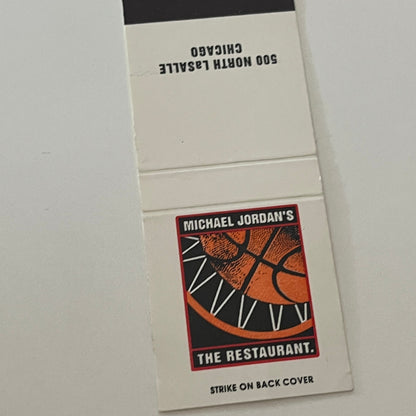 500 NORTH LaSALLE
CHICAGO
MICHAEL JORDAN'S
THE RESTAURANT.
STRIKE ON BACK COVER